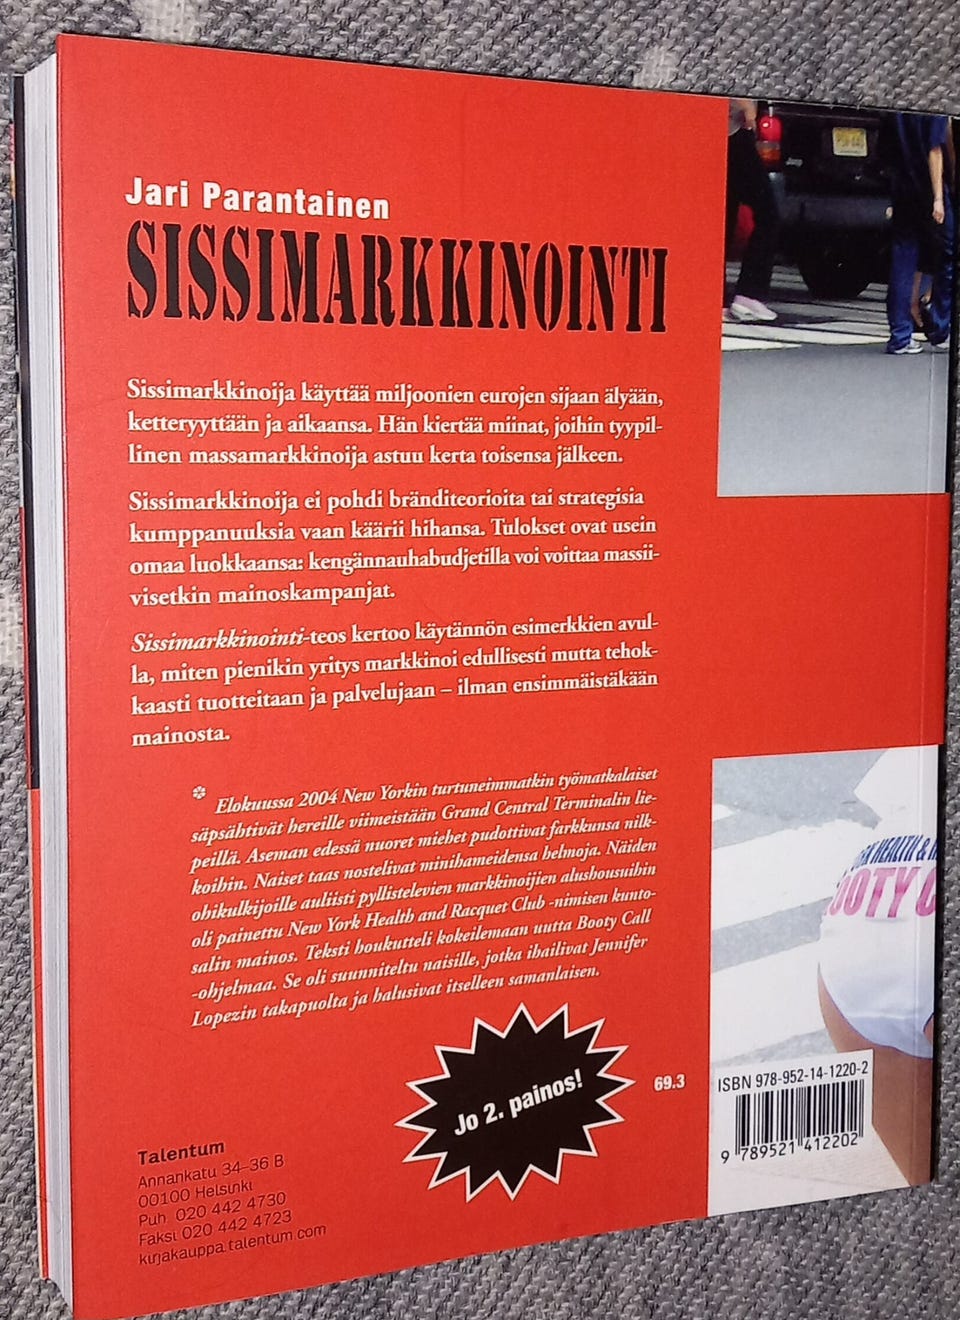 Jari Parantainen
SISSIMARKKINOINTI
Sissimarkkinoija käyttää miljoonien eurojen sijaan älyään,
ketteryyttään ja aikaansa. Hän kiertää miinat, joihin tyypil-
linen massamarkkinoija astuu kerta toisensa jälkeen.
Sissimarkkinoija ei pohdi bränditeorioita tai strategisia
kumppanuuksia vaan käärii hihansa. Tulokset ovat usein
omaa luokkaansa: kengännauhabudjetilla voi voittaa massii-
visetkin mainoskampanjat.
Sissimarkkinointi-teos kertoo käytännön esimerkkien avul-
la, miten pienikin yritys markkinoi edullisesti mutta tehok-
kaasti tuotteitaan ja palvelujaan – ilman ensimmäistäkään
mainosta.
Elokuussa 2004 New Yorkin turtuneimmatkin työmatkalaiset
säpsähtivät hereille viimeistään Grand Central Terminalin lie-
peillä. Aseman edessä nuoret miehet pudottivat farkkunsa nilk-
koihin. Naiset taas nostelivat minihameidensa helmoja. Näiden
ohikulkijoille auliisti pyllistelevien markkinoijien alushousuihin
oli painettu New York Health and Racquet Club -nimisen kunto-
salin mainos. Teksti houkutteli kokeilemaan uutta Booty Call
-ohjelmaa. Se oli suunniteltu naisille, jotka ihailivat Jennifer
Lopezin takapuolta ja halusivat itselleen samanlaisen.
Jo 2. painos!
69.3
Talentum
Annankatu 34–36 B
00100 Helsinki
Puh. 020 442 4730
Faksi 020 442 4723
kirjakauppa.talentum.com
Jeep
HEALTH &
BOOTY C
ISBN 978-952-14-1220-2
9 789521 412202